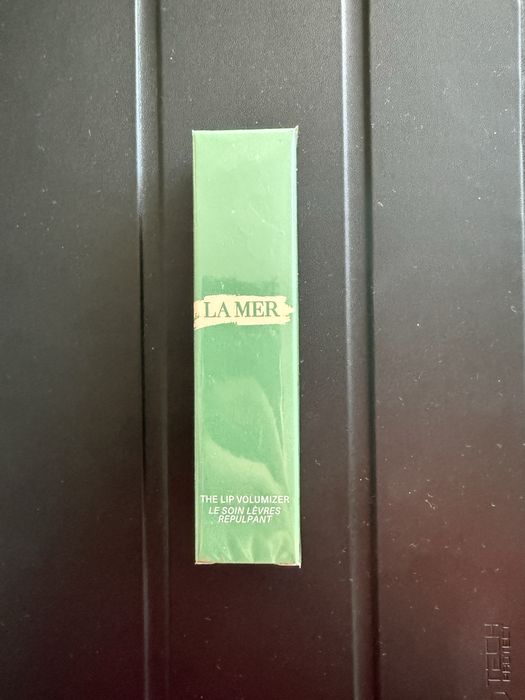 LA MER
THE LIP VOLUMIZER
LE SOIN LÈVRES
REPULPANT